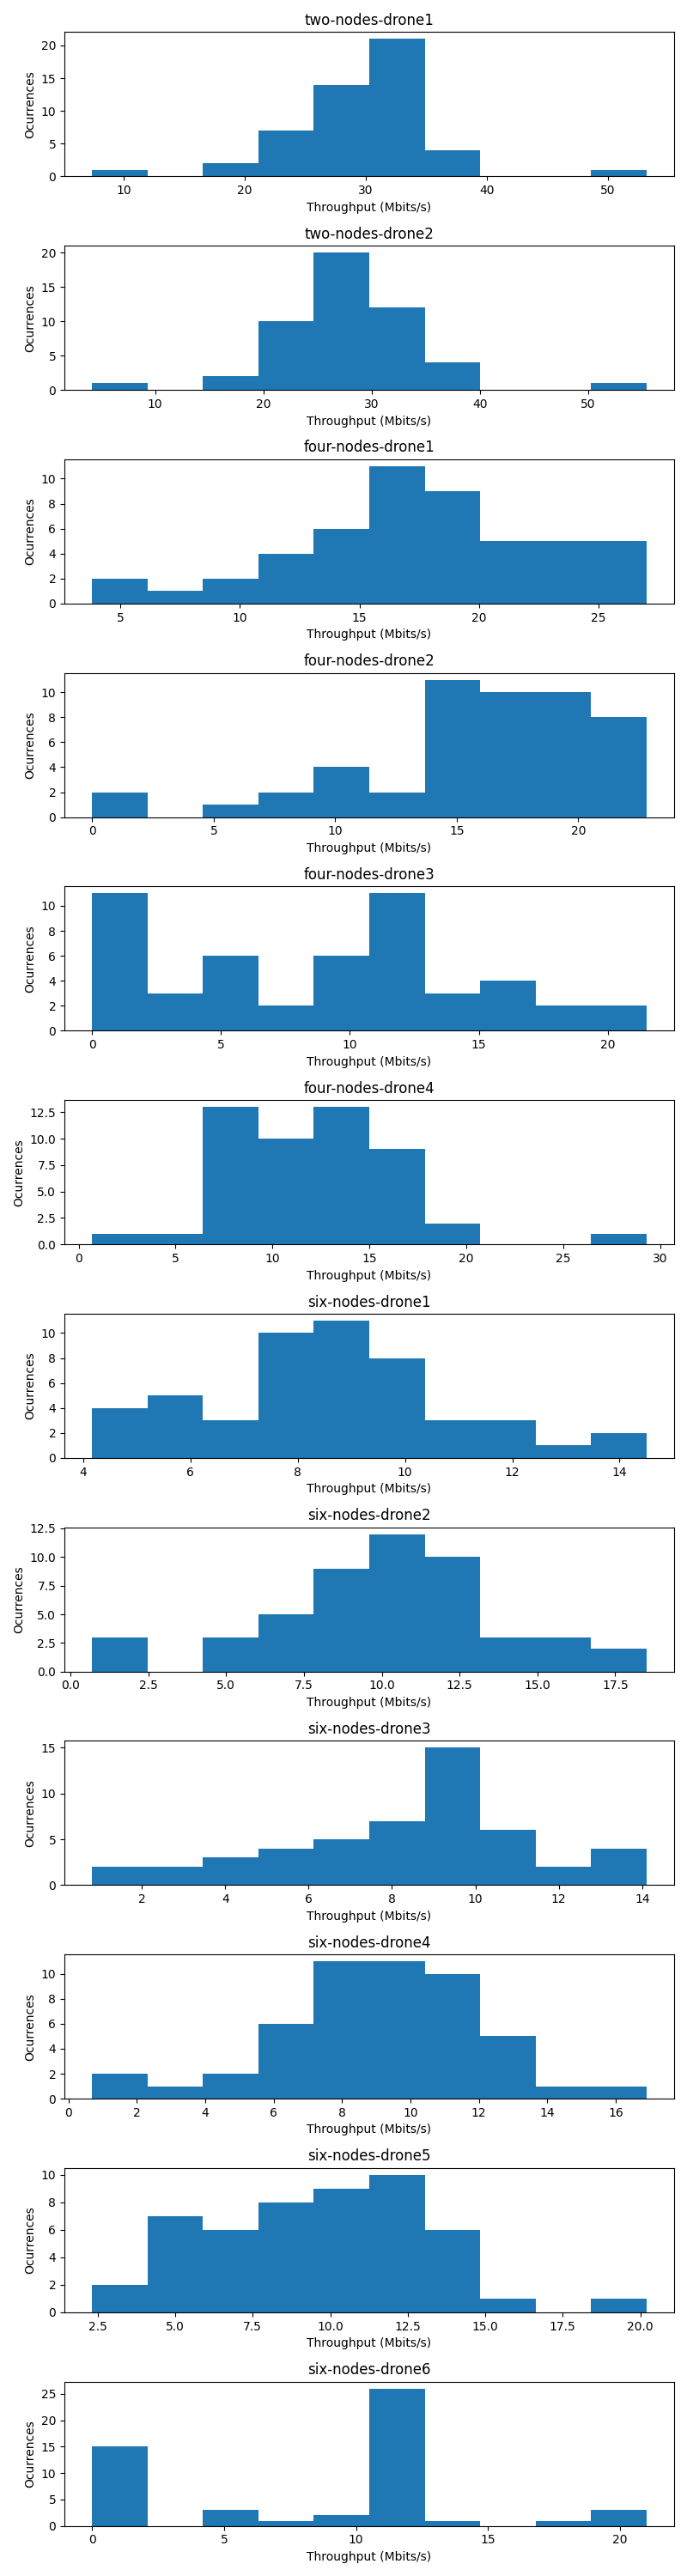 two-nodes-drone1
20
15
10
5
0
Ocurrences
10 20 30 40 50
Throughput (Mbits/s)
two-nodes-drone2
20
15
10
5
0
Ocurrences
10 20 30 40 50
Throughput (Mbits/s)
four-nodes-drone1
10
8
6
4
2
0
Ocurrences
5 10 15 20 25
Throughput (Mbits/s)
four-nodes-drone2
10
8
6
4
2
0
Ocurrences
0 5 10 15 20
Throughput (Mbits/s)
four-nodes-drone3
10
8
6
4
2
0
Ocurrences
0 5 10 15 20
Throughput (Mbits/s)
four-nodes-drone4
12.5
10.0
7.5
5.0
2.5
0.0
Ocurrences
0 5 10 15 20 25 30
Throughput (Mbits/s)
six-nodes-drone1
10
8
6
4
2
0
Ocurrences
4 6 8 10 12 14
Throughput (Mbits/s)
six-nodes-drone2
12.5
10.0
7.5
5.0
2.5
0.0
Ocurrences
0.0 2.5 5.0 7.5 10.0 12.5 15.0 17.5
Throughput (Mbits/s)
six-nodes-drone3
15
10
5
0
Ocurrences
2 4 6 8 10 12 14
Throughput (Mbits/s)
six-nodes-drone4
10
8
6
4
2
0
Ocurrences
0 2 4 6 8 10 12 14 16
Throughput (Mbits/s)
six-nodes-drone5
10
8
6
4
2
0
Ocurrences
2.5 5.0 7.5 10.0 12.5 15.0 17.5 20.0
Throughput (Mbits/s)
six-nodes-drone6
25
20
15
10
5
0
Ocurrences
0 5 10 15 20
Throughput (Mbits/s)